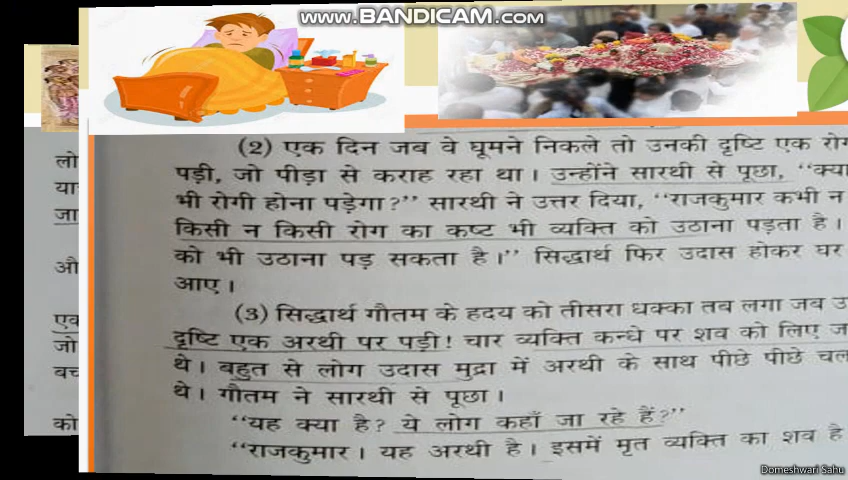 www.BANDICAM.com
(2) एक दिन जब वे घूमने निकले तो उनकी दृष्टि एक
पड़ी, जो पीड़ा से कराह रहा था। उन्होंने सारथी से पूछा, “क्या
भी रोगी होना पड़ेगा?” सारथी ने उत्तर दिया, “राजकुमार कभी न
किसी न किसी रोग का कष्ट भी व्यक्ति को उठाना पड़ता है।
को भी उठाना पड़ सकता है।” सिद्धार्थ फिर उदास होकर घर
आए।
(3) सिद्धार्थ गौतम के हृदय को तीसरा धक्का तब लगा जब
दृष्टि एक अरथी पर पड़ी! चार व्यक्ति कन्धे पर शव को लिए
थे। बहुत से लोग उदास मुद्रा में अरथी के साथ पीछे पीछे
थे। गौतम ने सारथी से पूछा।
“यह क्या है? ये लोग कहाँ जा रहे हैं?”
“राजकुमार। यह अरथी है। इसमें मृत व्यक्ति का शव है
Domeshwari Sahu